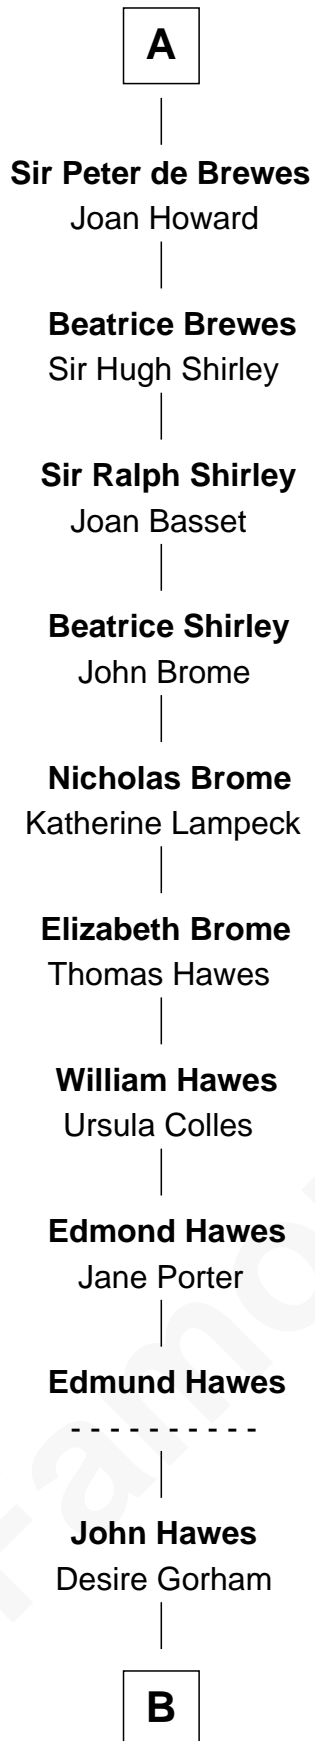 A
Sir Peter de Brewes
Joan Howard
Beatrice Brewes
Sir Hugh Shirley
Sir Ralph Shirley
Joan Basset
Beatrice Shirley
John Brome
Nicholas Brome
Katherine Lampeck
Elizabeth Brome
Thomas Hawes
William Hawes
Ursula Colles
Edmond Hawes
Jane Porter
Edmund Hawes
- - - - - - - - - -
John Hawes
Desire Gorham
B
Famo